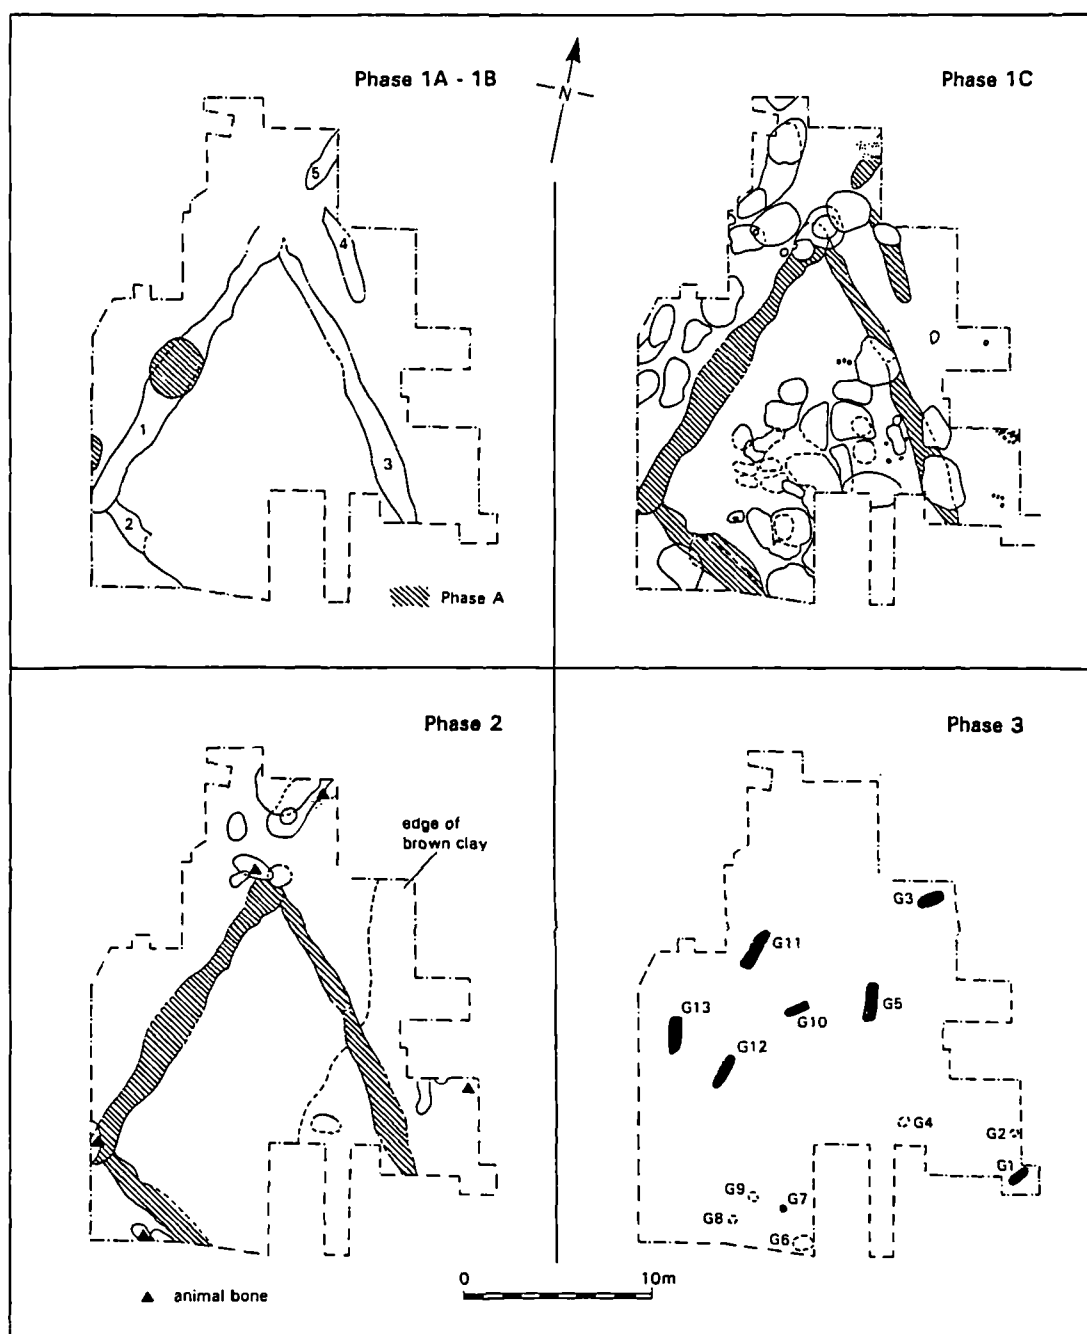 Phase 1A - 1B
N
Phase 1C
5
4
1
2
3
Phase A
Phase 2
edge of
brown clay
animal bone
0 10m
Phase 3
G3
G11
G13
G10
G5
G12
G4
G2
G1
G9
G7
G8
G6